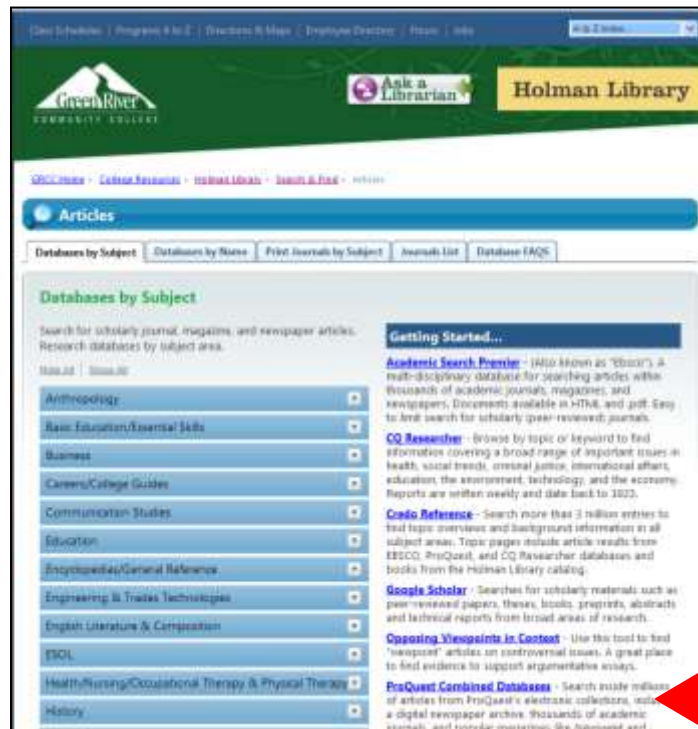 Class Schedules | Programs A to Z | Directions & Maps | Employee Directory | Hours | Jobs
A to Z Index
Green River
COMMUNITY COLLEGE
Ask a
Librarian
Holman Library
GRCC Home - College Resources - Holman Library - Search & Find - Articles
Articles
Databases by Subject
Databases by Name
Print Journals by Subject
Journals List
Database FAQS
Databases by Subject
Search for scholarly journal, magazine, and newspaper articles.
Research databases by subject area.
Hide All | Show All
Anthropology
Basic Education/Essential Skills
Business
Careers/College Guides
Communication Studies
Education
Encyclopedias/General Reference
Engineering & Trades Technologies
English Literature & Composition
ESOL
Health/Nursing/Occupational Therapy & Physical Therapy
History
Getting Started...
Academic Search Premier - (Also known as "Ebsco"). A
multi-disciplinary database for searching articles within
thousands of academic journals, magazines, and
newspapers. Documents available in HTML and .pdf. Easy
to limit search for scholarly (peer-reviewed) journals.
CQ Researcher - Browse by topic or keyword to find
information covering a broad range of important issues in
health, social trends, criminal justice, international affairs,
education, the environment, technology, and the economy.
Reports are written weekly and date back to 1923.
Credo Reference - Search more than 3 million entries to
find topic overviews and background information in all
subject areas. Topic pages include article results from
EBSCO, ProQuest, and CQ Researcher databases and
books from the Holman Library catalog.
Google Scholar - Searches for scholarly materials such as
peer-reviewed papers, theses, books, preprints, abstracts
and technical reports from broad areas of research.
Opposing Viewpoints in Context - Use this tool to find
"viewpoint" articles on controversial issues. A great place
to find evidence to support argumentative essays.
ProQuest Combined Databases - Search inside millions
of articles from ProQuest's electronic collections,
a digital newspaper archive, thousands of academic
journals, and popular magazines like Newsweek and